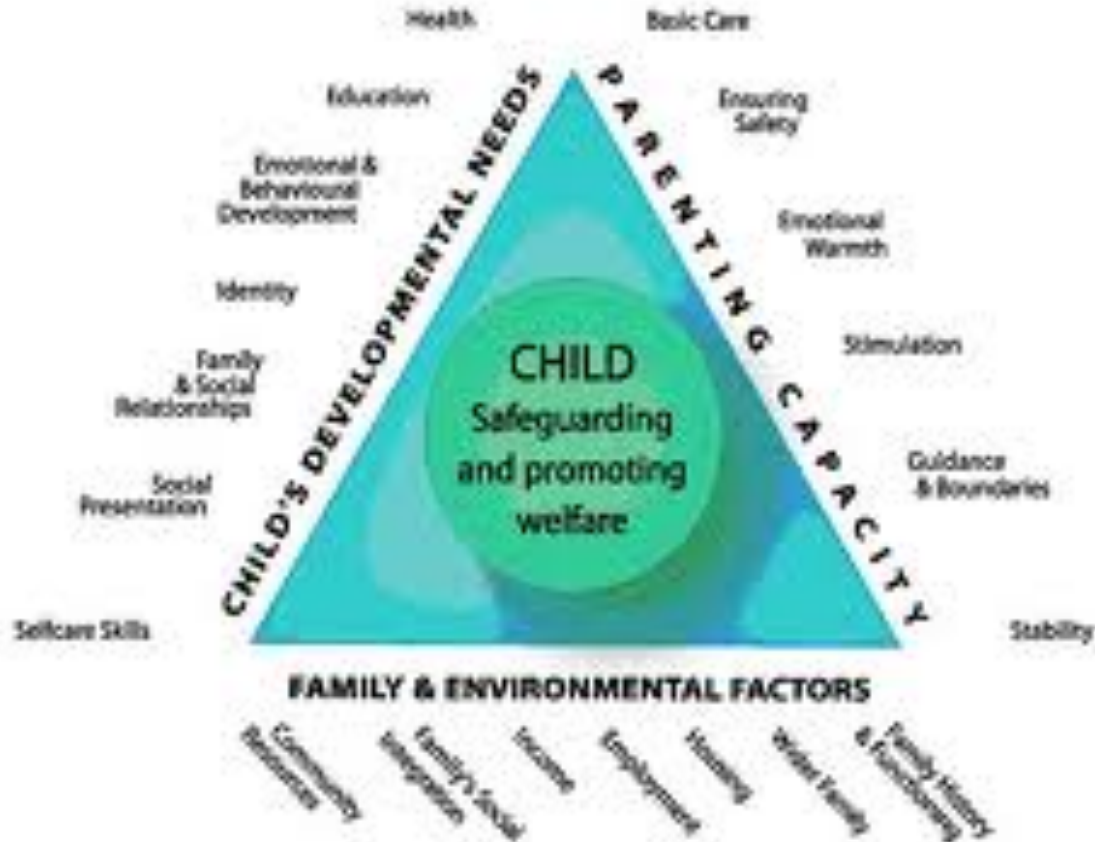 Health
Education
Emotional &
Behavioural
Development
Identity
Family
& Social
Relationships
Social
Presentation
Selfcare Skills
CHILD'S DEVELOPMENTAL NEEDS
Basic Care
Ensuring
Safety
Emotional
Warmth
Stimulation
Guidance
& Boundaries
Stability
PARENTING CAPACITY
CHILD
Safeguarding
and promoting
welfare
FAMILY & ENVIRONMENTAL FACTORS
Community
Resources
Family's Social
Integration
Income
Employment
Housing
Wider Family
Family History
& Functioning